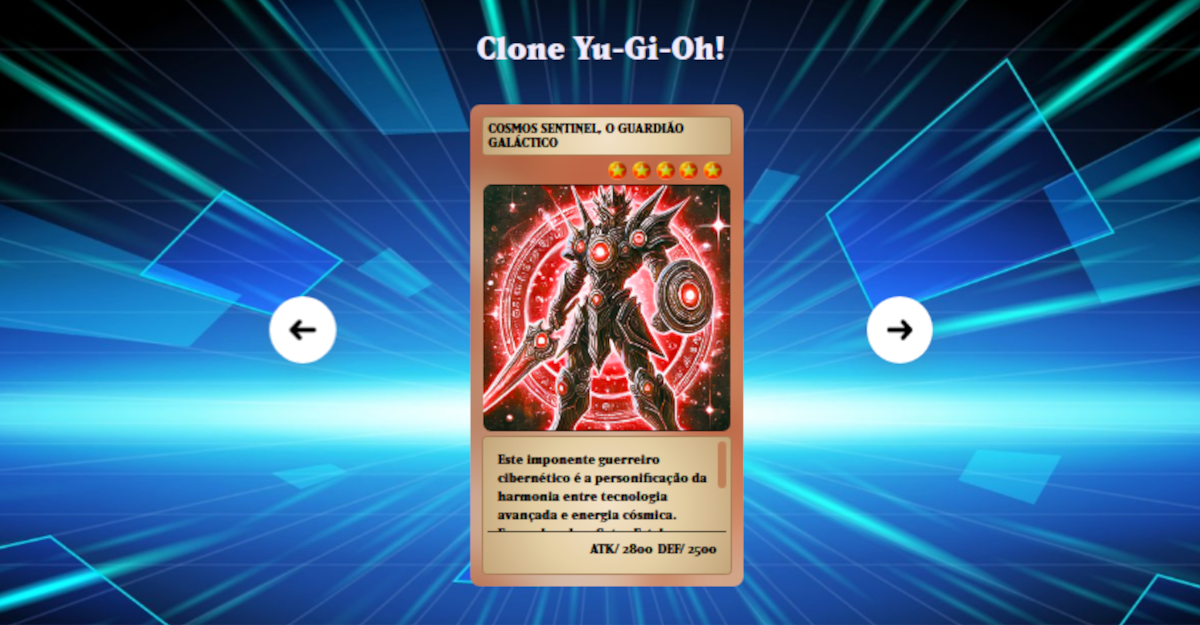 Clone Yu-Gi-Oh!
COSMOS SENTINEL, O GUARDIÃO
GALÁCTICO
Este imponente guerreiro
cibernético é a personificação da
harmonia entre tecnologia
avançada e energia cósmica.
ATK/ 2800 DEF/ 2500